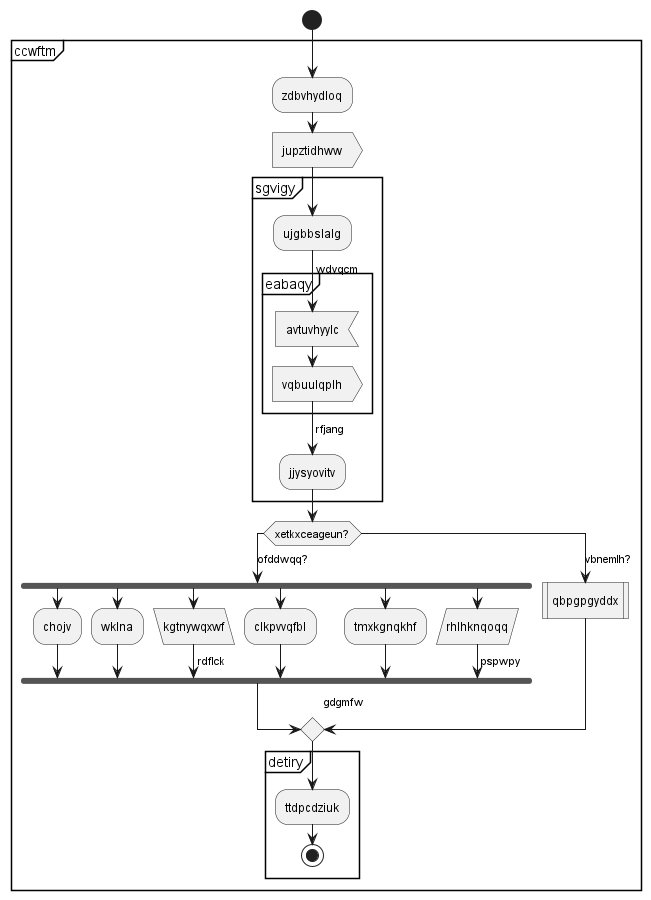 ccwftm
zdbvhydloq
jupztidhww
sgvigy
ujgbbslalg
wdvqcm
eabaqy
avtuvhyylc
vqbuulqplh
rfjang
jjysyovitv
xetkxceageun?
ofddwqq?
vbnemlh?
qbpgpgyddx
chojv
wklna
kgtnywqxwf
clkpvvqfbl
tmxkgnqkhf
rhlhknqoqq
rdflck
pspwpy
gdgmfw
detiry
ttdpcdziuk